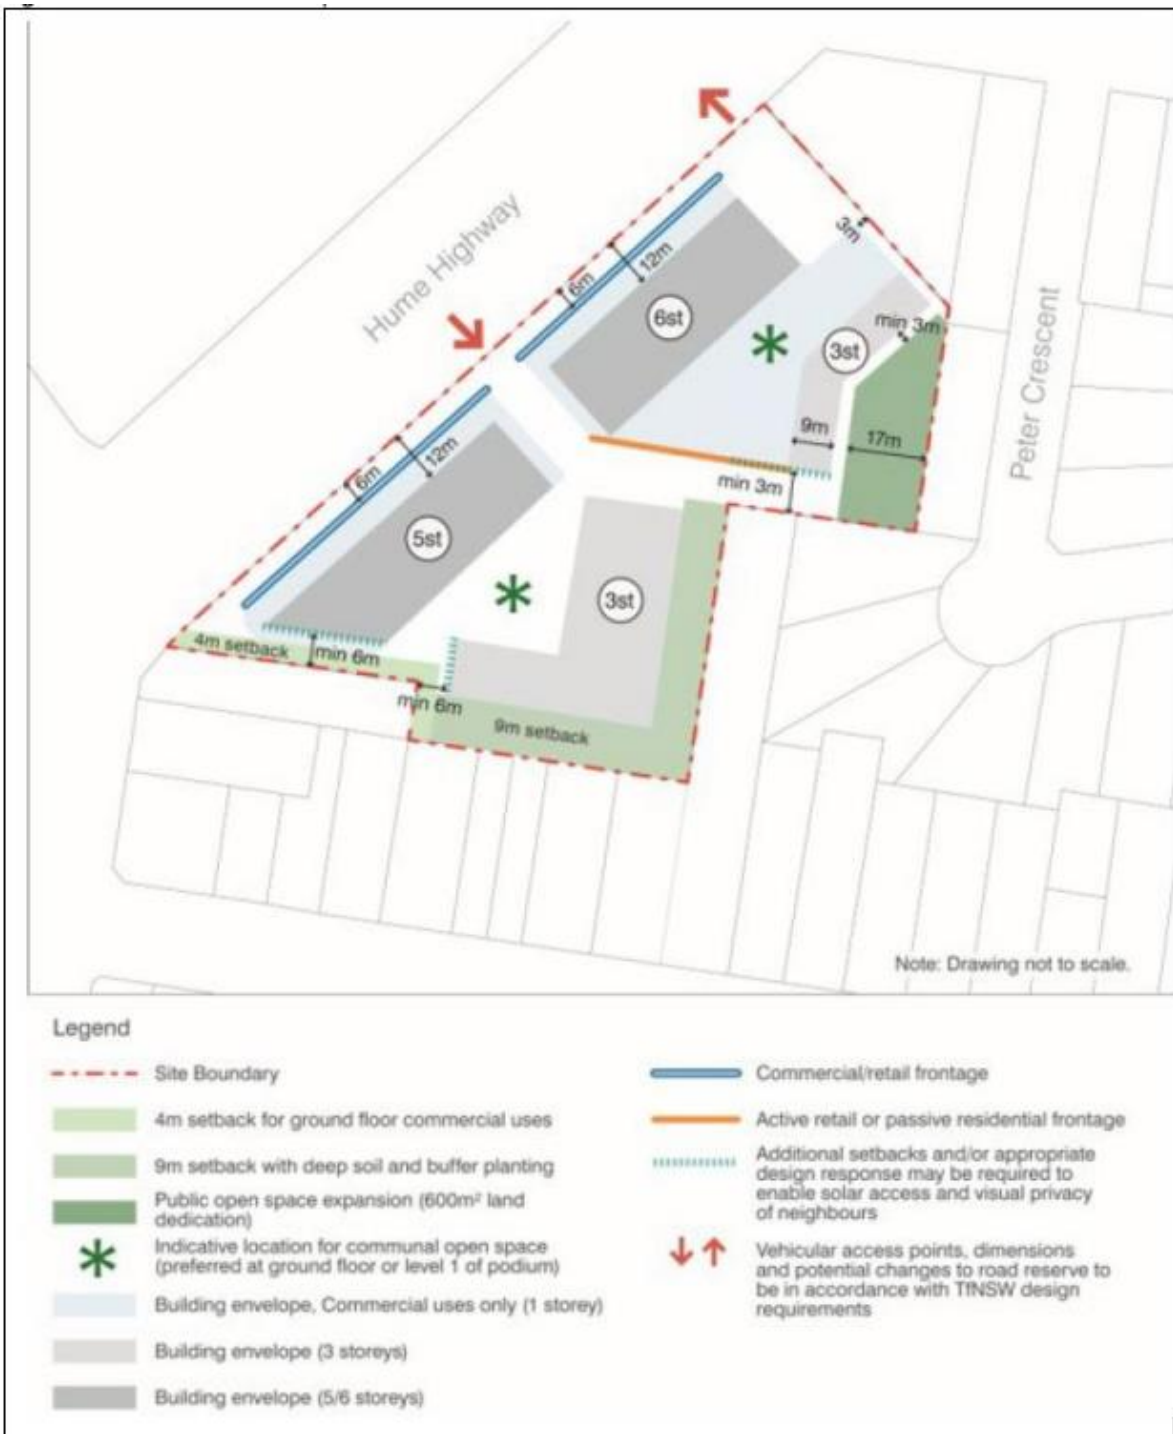 Hume Highway
3m
12m
6m
6st
min 3m
3st
9m
17m
Peter Crescent
12m
6m
min 3m
5st
3st
4m setback
min 6m
min 6m
9m setback
Note: Drawing not to scale.
Legend
Site Boundary
4m setback for ground floor commercial uses
9m setback with deep soil and buffer planting
Public open space expansion (600m² land
dedication)
Indicative location for communal open space
(preferred at ground floor or level 1 of podium)
Building envelope, Commercial uses only (1 storey)
Building envelope (3 storeys)
Building envelope (5/6 storeys)
Commercial/retail frontage
Active retail or passive residential frontage
Additional setbacks and/or appropriate
design response may be required to
enable solar access and visual privacy
of neighbours
Vehicular access points, dimensions
and potential changes to road reserve to
be in accordance with TfNSW design
requirements